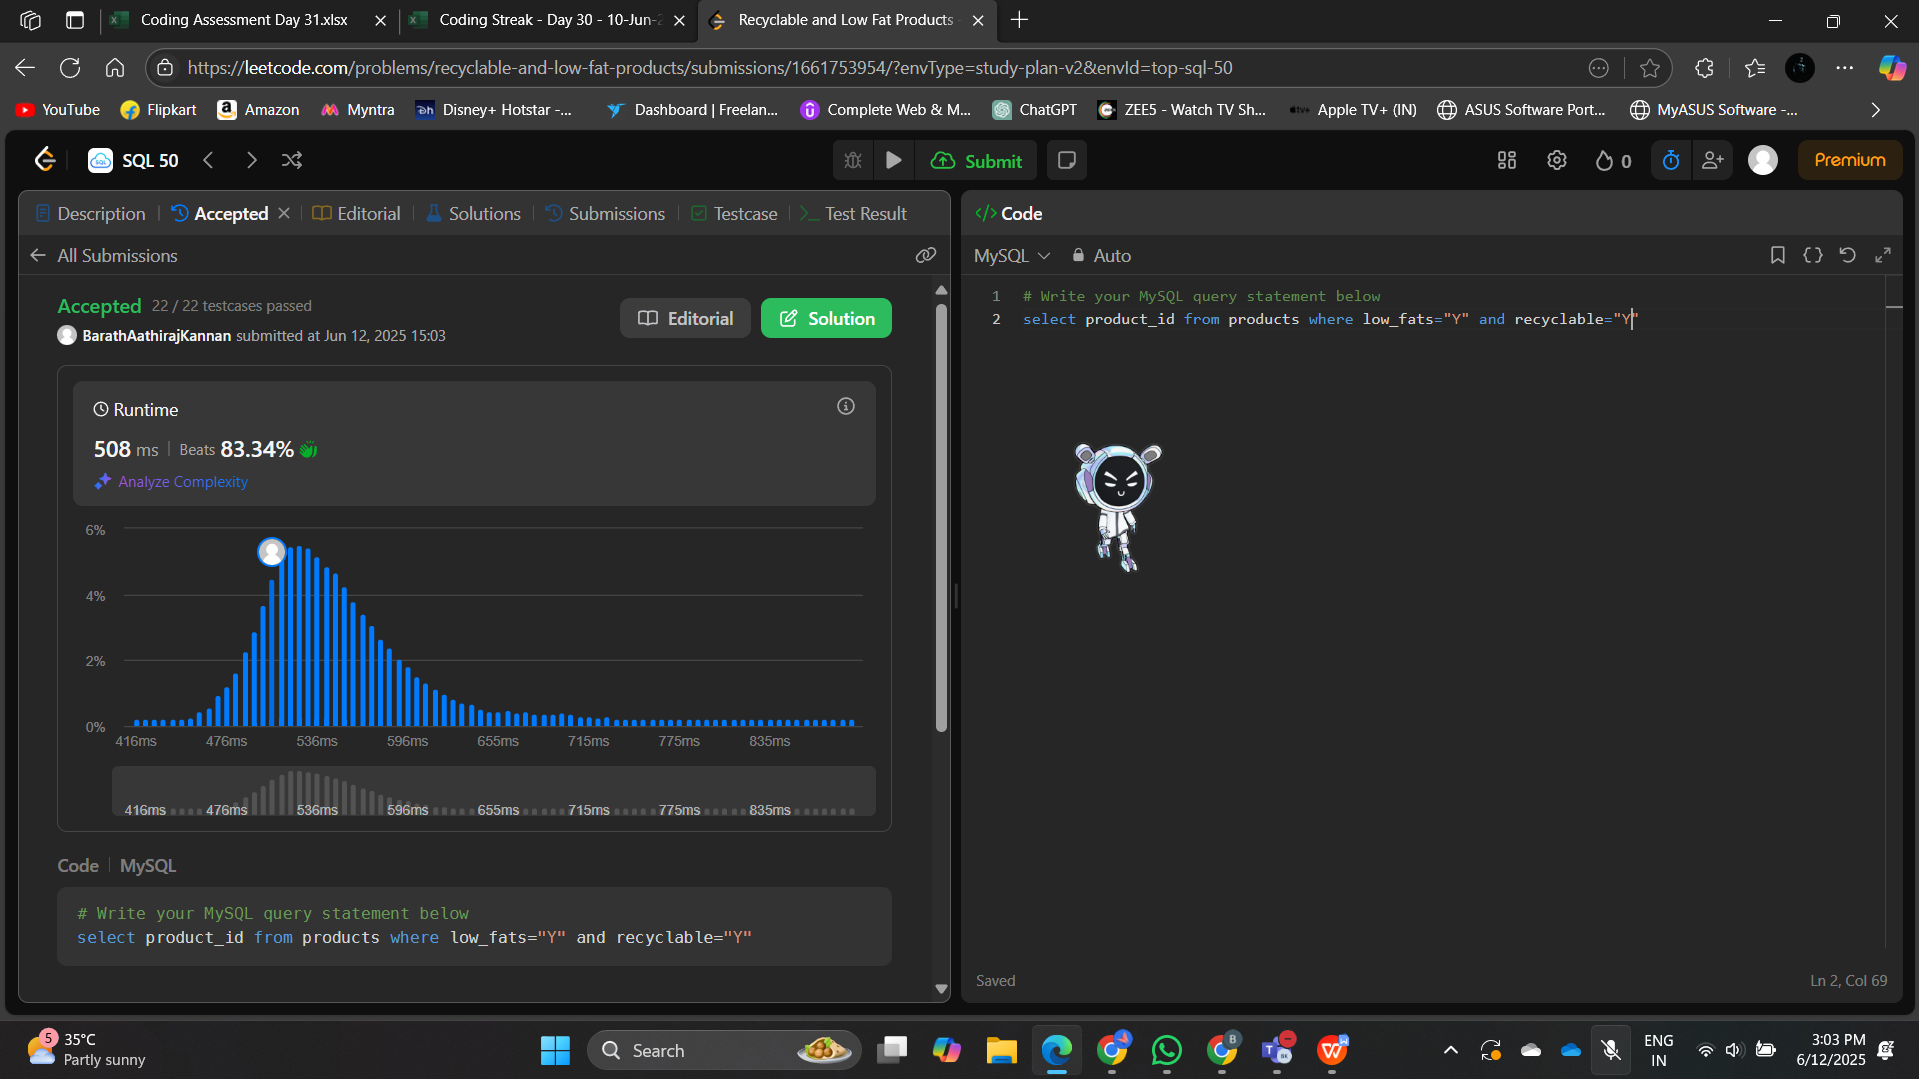 Coding Assessment Day 31.xlsx
Coding Streak - Day 30 - 10-Jun-2
Recyclable and Low Fat Products -
https://leetcode.com/problems/recyclable-and-low-fat-products/submissions/1661753954/?envType=study-plan-v2&envId=top-sql-50
YouTube
Flipkart
Amazon
Myntra
Disney+ Hotstar -...
Dashboard | Freelan...
Complete Web & M...
ChatGPT
ZEE5 - Watch TV Sh...
Apple TV+ (IN)
ASUS Software Port...
MyASUS Software -...
SQL 50
Submit
0
Premium
Description
Accepted
Editorial
Solutions
Submissions
Testcase
Test Result
All Submissions
Accepted 22 / 22 testcases passed
BarathAathirajKannan submitted at Jun 12, 2025 15:03
Editorial
Solution
Runtime
508 ms
Beats 83.34%
Analyze Complexity
6%
4%
2%
0%
416ms 476ms 536ms 596ms 655ms 715ms 775ms 835ms
416ms 476ms 536ms 596ms 655ms 715ms 775ms 835ms
Code
MySQL
# Write your MySQL query statement below
select product_id from products where low_fats="Y" and recyclable="Y"
Code
MySQL
Auto
1 # Write your MySQL query statement below
2 select product_id from products where low_fats="Y" and recyclable="Y"
Saved
Ln 2, Col 69
5
35°C
Partly sunny
Search
ENG
IN
3:03 PM
6/12/2025